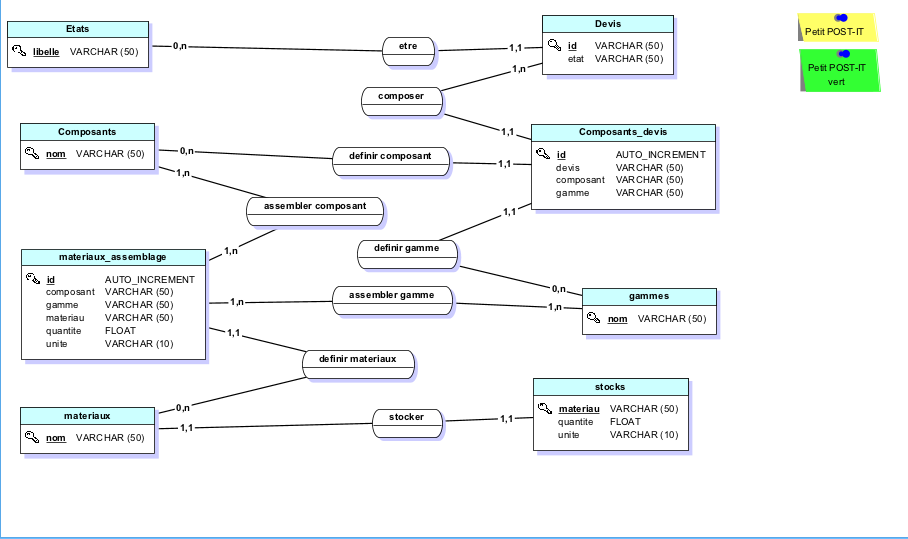 Etats
libelle VARCHAR (50)
0,n
etre
1,1
Devis
id VARCHAR (50)
etat VARCHAR (50)
Petit POST-IT
Petit POST-IT
vert
1,n
composer
1,1
Composants
nom VARCHAR (50)
0,n
definir composant
1,1
Composants_devis
id AUTO_INCREMENT
devis VARCHAR (50)
composant VARCHAR (50)
gamme VARCHAR (50)
1,n
assembler composant
1,n
1,1
definir gamme
0,n
materiaux_assemblage
id AUTO_INCREMENT
composant VARCHAR (50)
gamme VARCHAR (50)
materiau VARCHAR (50)
quantite FLOAT
unite VARCHAR (10)
1,n
assembler gamme
1,n
gammes
nom VARCHAR (50)
1,1
definir materiaux
0,n
materiaux
nom VARCHAR (50)
1,1
stocker
1,1
stocks
materiau VARCHAR (50)
quantite FLOAT
unite VARCHAR (10)